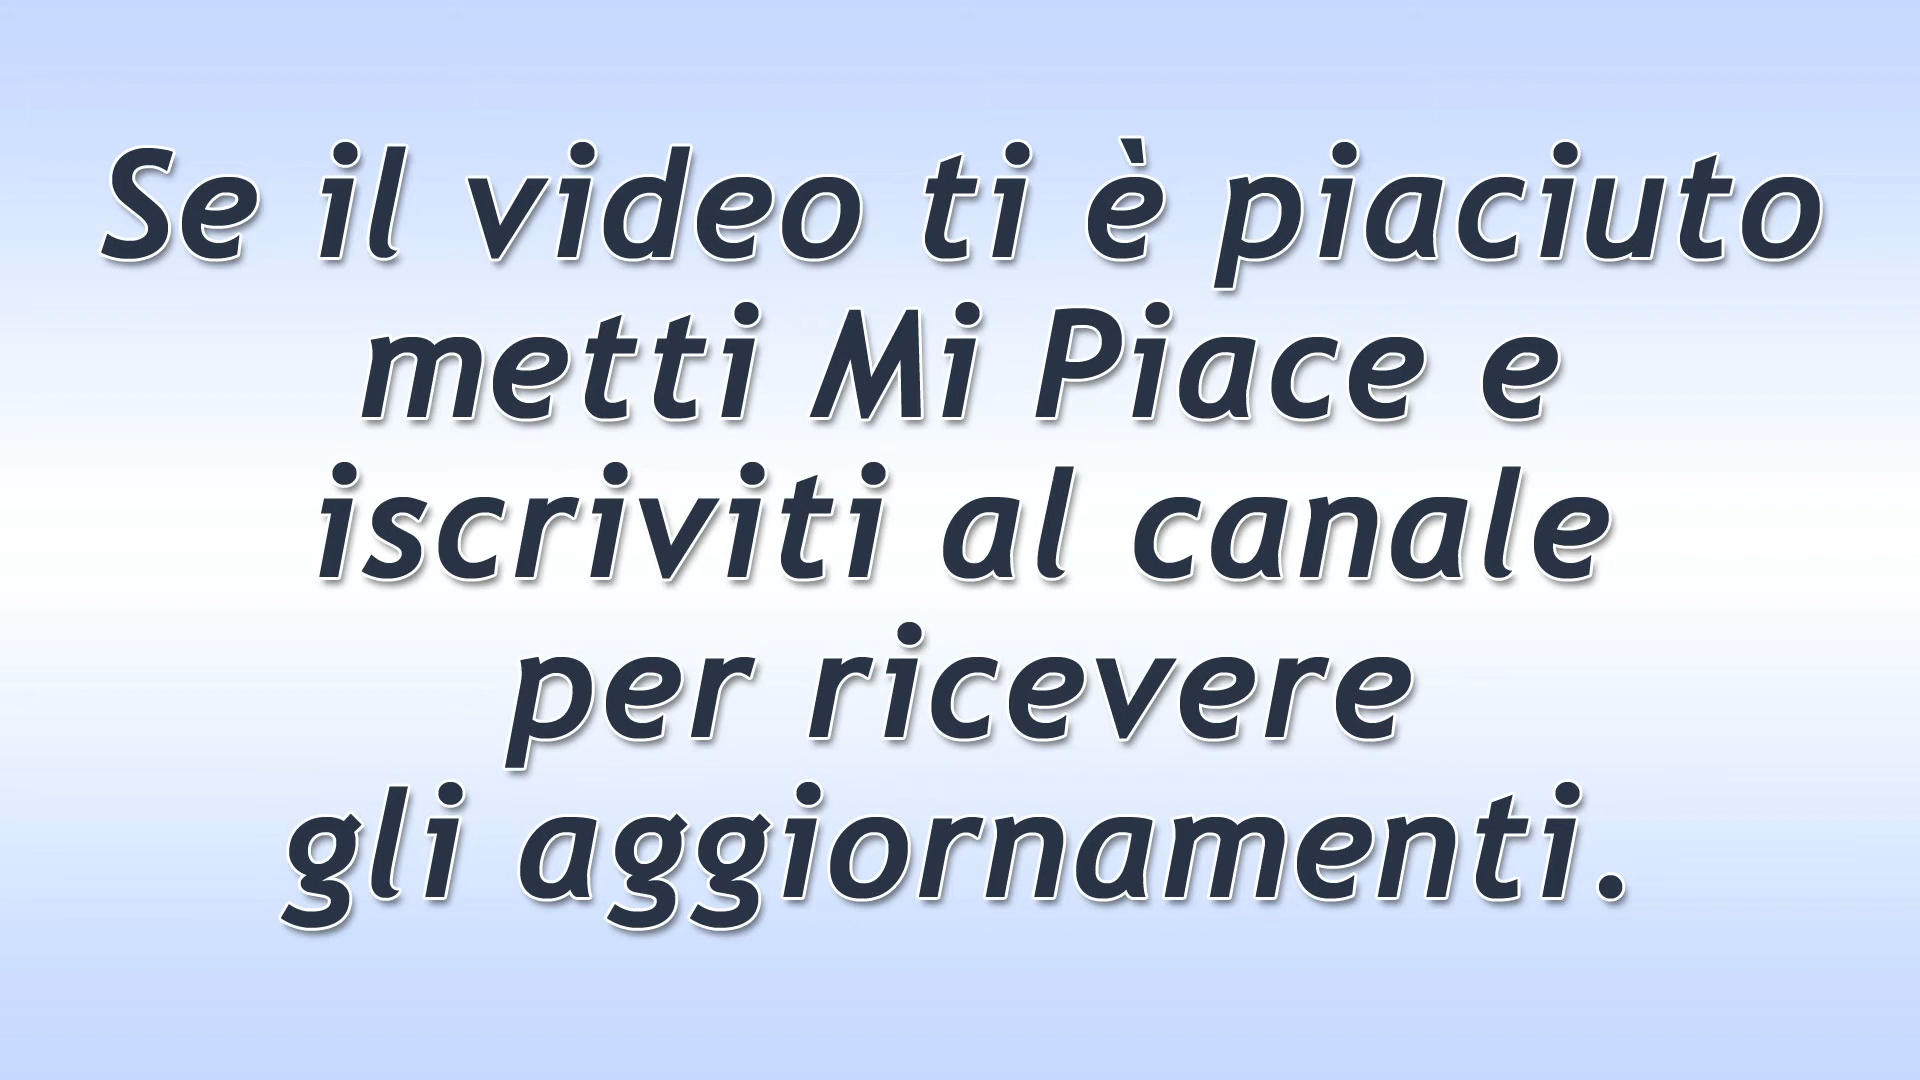 Se il video ti è piaciuto
metti Mi Piace e
iscriviti al canale
per ricevere
gli aggiornamenti.